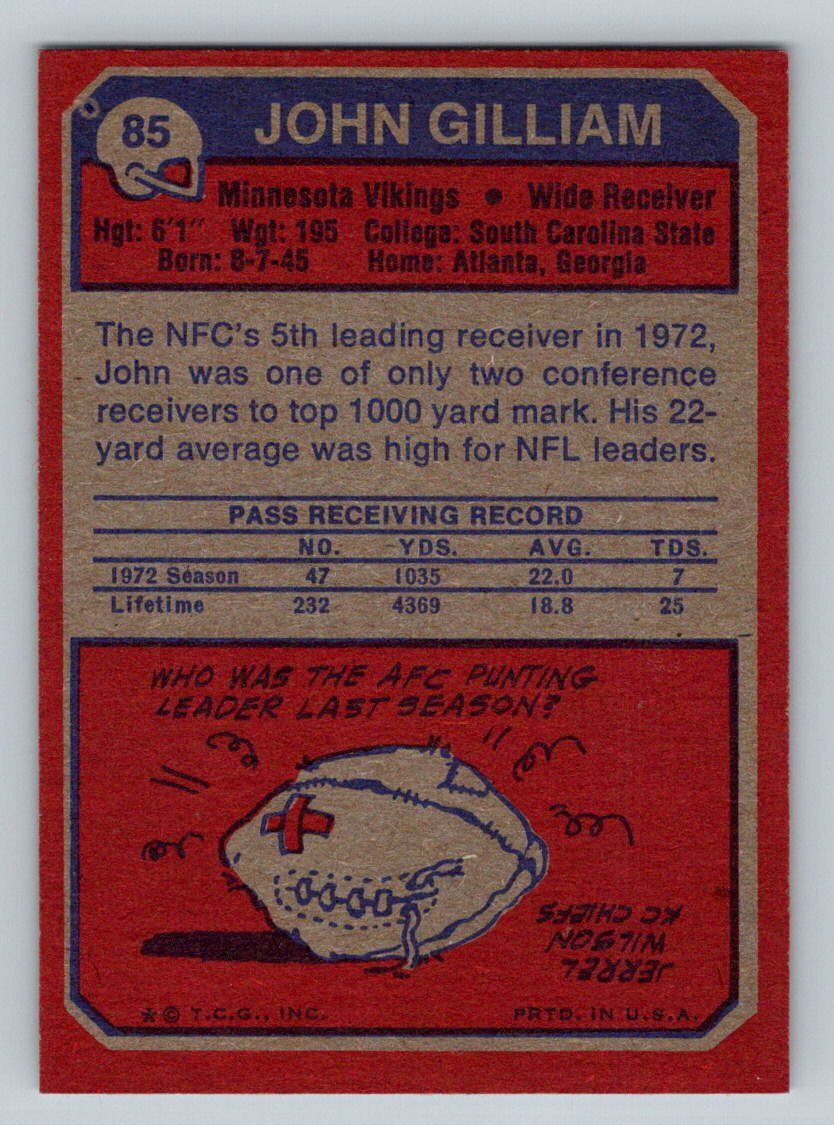 85
JOHN GILLIAM
Minnesota Vikings • Wide Receiver
Hgt: 6'1" Wgt: 195 College: South Carolina State
Born: 8-7-45 Home: Atlanta, Georgia
The NFC's 5th leading receiver in 1972,
John was one of only two conference
receivers to top 1000 yard mark. His 22-
yard average was high for NFL leaders.
PASS RECEIVING RECORD
NO. YDS. AVG. TDS.
1972 Season 47 1035 22.0 7
Lifetime 232 4369 18.8 25
WHO WAS THE AFC PUNTING
LEADER LAST SEASON?
JERREL
WILSON
KC CHIEFS
* © T.C.G., INC. PRTD. IN U.S.A.